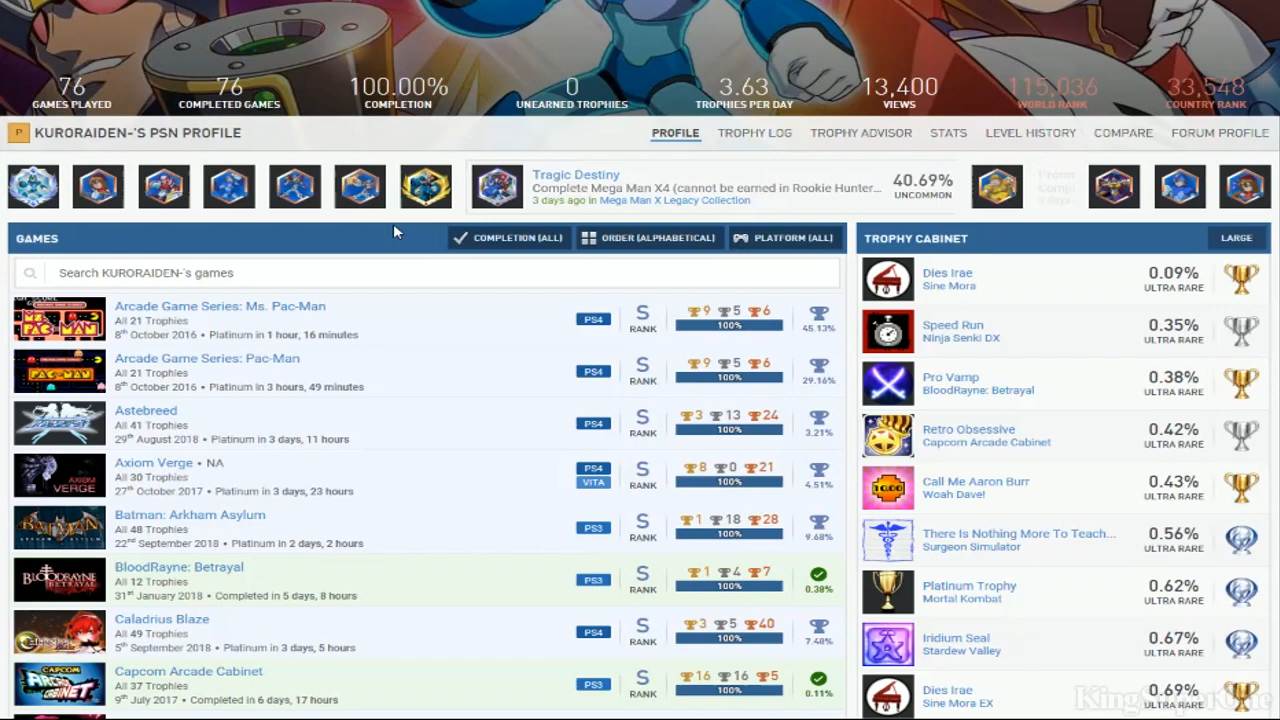 76
GAMES PLAYED
76
COMPLETED GAMES
100.00%
COMPLETION
0
UNEARNED TROPHIES
3.63
TROPHIES PER DAY
13,400
VIEWS
115,036
WORLD RANK
33,548
COUNTRY RANK
P KURORAIDEN-'S PSN PROFILE
PROFILE TROPHY LOG TROPHY ADVISOR STATS LEVEL HISTORY COMPARE FORUM PROFILE
Tragic Destiny
Complete Mega Man X4 (cannot be earned in Rookie Hunter...
3 days ago in Mega Man X Legacy Collection
40.69%
UNCOMMON
GAMES
COMPLETION (ALL) ORDER (ALPHABETICAL) PLATFORM (ALL)
Search KURORAIDEN-'s games
Arcade Game Series: Ms. Pac-Man
All 21 Trophies
8th October 2016 • Platinum in 1 hour, 16 minutes
PS4
S
RANK
9 5 6
100%
45.13%
Arcade Game Series: Pac-Man
All 21 Trophies
8th October 2016 • Platinum in 3 hours, 49 minutes
PS4
S
RANK
9 5 6
100%
29.16%
Astebreed
All 41 Trophies
29th August 2018 • Platinum in 3 days, 11 hours
PS4
S
RANK
3 13 24
100%
3.21%
AXIOM
VERGE
Axiom Verge • NA
All 30 Trophies
27th October 2017 • Platinum in 3 days, 23 hours
PS4
VITA
S
RANK
8 0 21
100%
4.51%
BATMAN
Batman: Arkham Asylum
All 48 Trophies
22nd September 2018 • Platinum in 2 days, 2 hours
PS3
S
RANK
1 18 28
100%
9.68%
BLOODRAYNE
BETRAYAL
BloodRayne: Betrayal
All 12 Trophies
31st January 2018 • Completed in 5 days, 8 hours
PS3
S
RANK
1 4 7
100%
0.38%
Caladrius Blaze
All 49 Trophies
5th September 2018 • Platinum in 3 days, 5 hours
PS4
S
RANK
3 5 40
100%
7.48%
CAPCOM
ARCADE
CABINET
Capcom Arcade Cabinet
All 37 Trophies
9th July 2017 • Completed in 6 days, 17 hours
PS3
S
RANK
16 16 5
100%
0.11%
TROPHY CABINET
LARGE
Dies Irae
Sine Mora
0.09%
ULTRA RARE
Speed Run
Ninja Senki DX
0.35%
ULTRA RARE
Pro Vamp
BloodRayne: Betrayal
0.38%
ULTRA RARE
Retro Obsessive
Capcom Arcade Cabinet
0.42%
ULTRA RARE
Call Me Aaron Burr
Woah Dave!
0.43%
ULTRA RARE
There Is Nothing More To Teach...
Surgeon Simulator
0.56%
ULTRA RARE
Platinum Trophy
Mortal Kombat
0.62%
ULTRA RARE
Iridium Seal
Stardew Valley
0.67%
ULTRA RARE
Dies Irae
Sine Mora EX
0.69%
ULTRA RARE